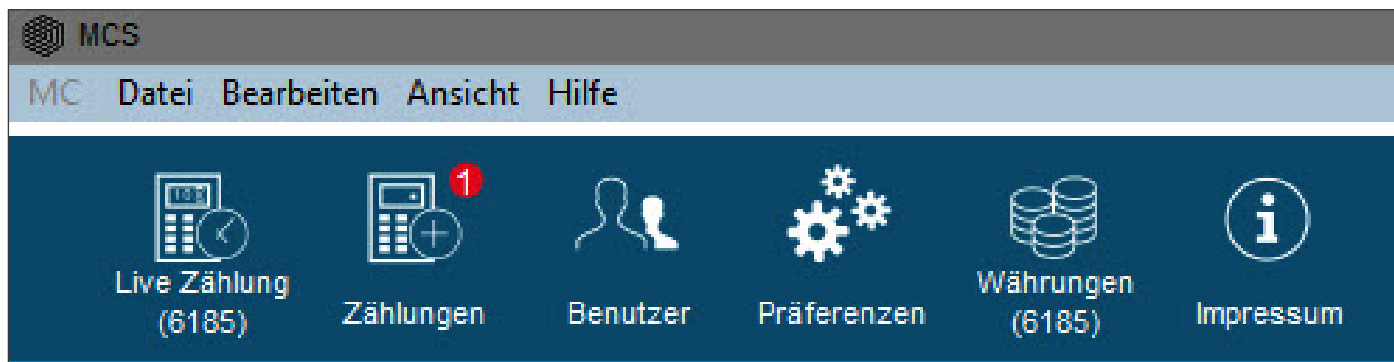 MCS
MC Datei Bearbeiten Ansicht Hilfe
1
Live Zählung
(6185)
Zählungen
Benutzer
Präferenzen
Währungen
(6185)
Impressum